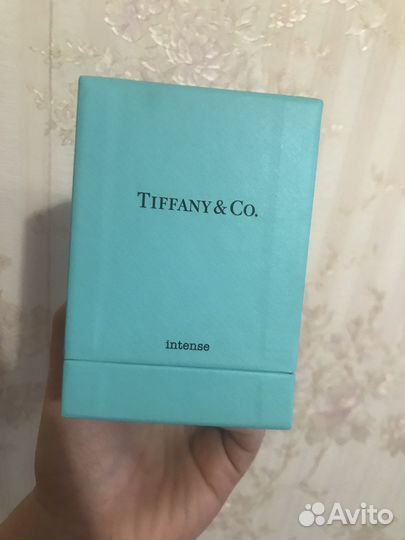 TIFFANY & CO.
intense
Avito